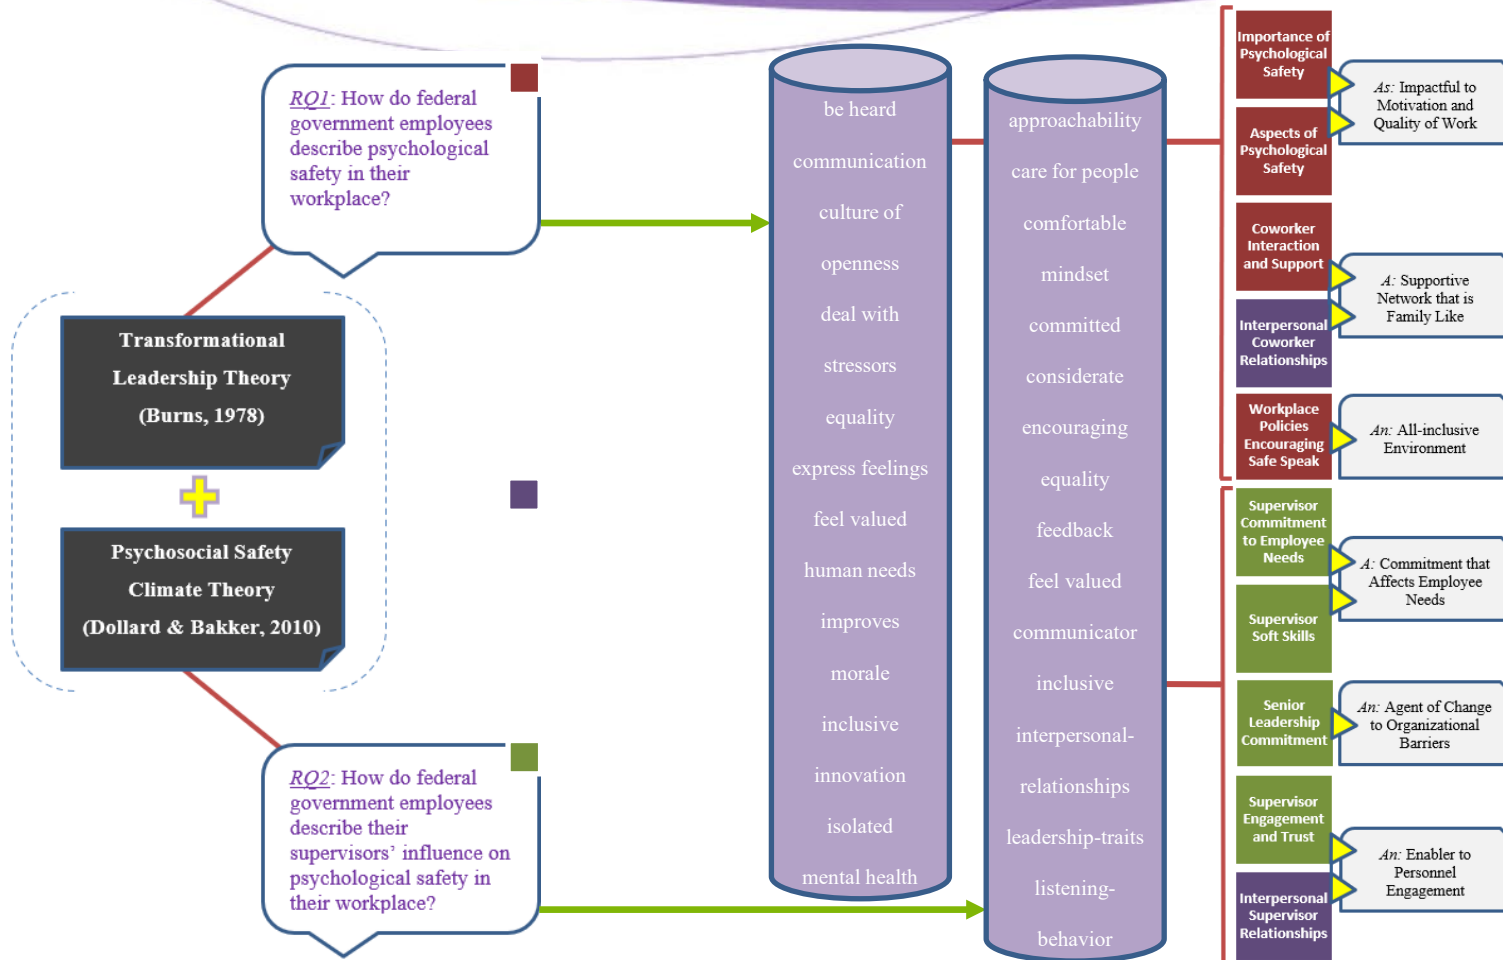 RQ1: How do federal
government employees
describe psychological
safety in their
workplace?
Transformational
Leadership Theory
(Burns, 1978)
Psychosocial Safety
Climate Theory
(Dollard & Bakker, 2010)
RQ2: How do federal
government employees
describe their
supervisors’ influence on
psychological safety in
their workplace?
be heard
communication
culture of
openness
deal with
stressors
equality
express feelings
feel valued
human needs
improves
morale
inclusive
innovation
isolated
mental health
approachability
care for people
comfortable
mindset
committed
considerate
encouraging
equality
feedback
feel valued
communicator
inclusive
interpersonal-
relationships
leadership-traits
listening-
behavior
Importance of
Psychological
Safety
Aspects of
Psychological
Safety
As: Impactful to
Motivation and
Quality of Work
Coworker
Interaction
and Support
Interpersonal
Coworker
Relationships
A: Supportive
Network that is
Family Like
Workplace
Policies
Encouraging
Safe Speak
An: All-inclusive
Environment
Supervisor
Commitment
to Employee
Needs
Supervisor
Soft Skills
A: Commitment that
Affects Employee
Needs
Senior
Leadership
Commitment
An: Agent of Change
to Organizational
Barriers
Supervisor
Engagement
and Trust
Interpersonal
Supervisor
Relationships
An: Enabler to
Personnel
Engagement